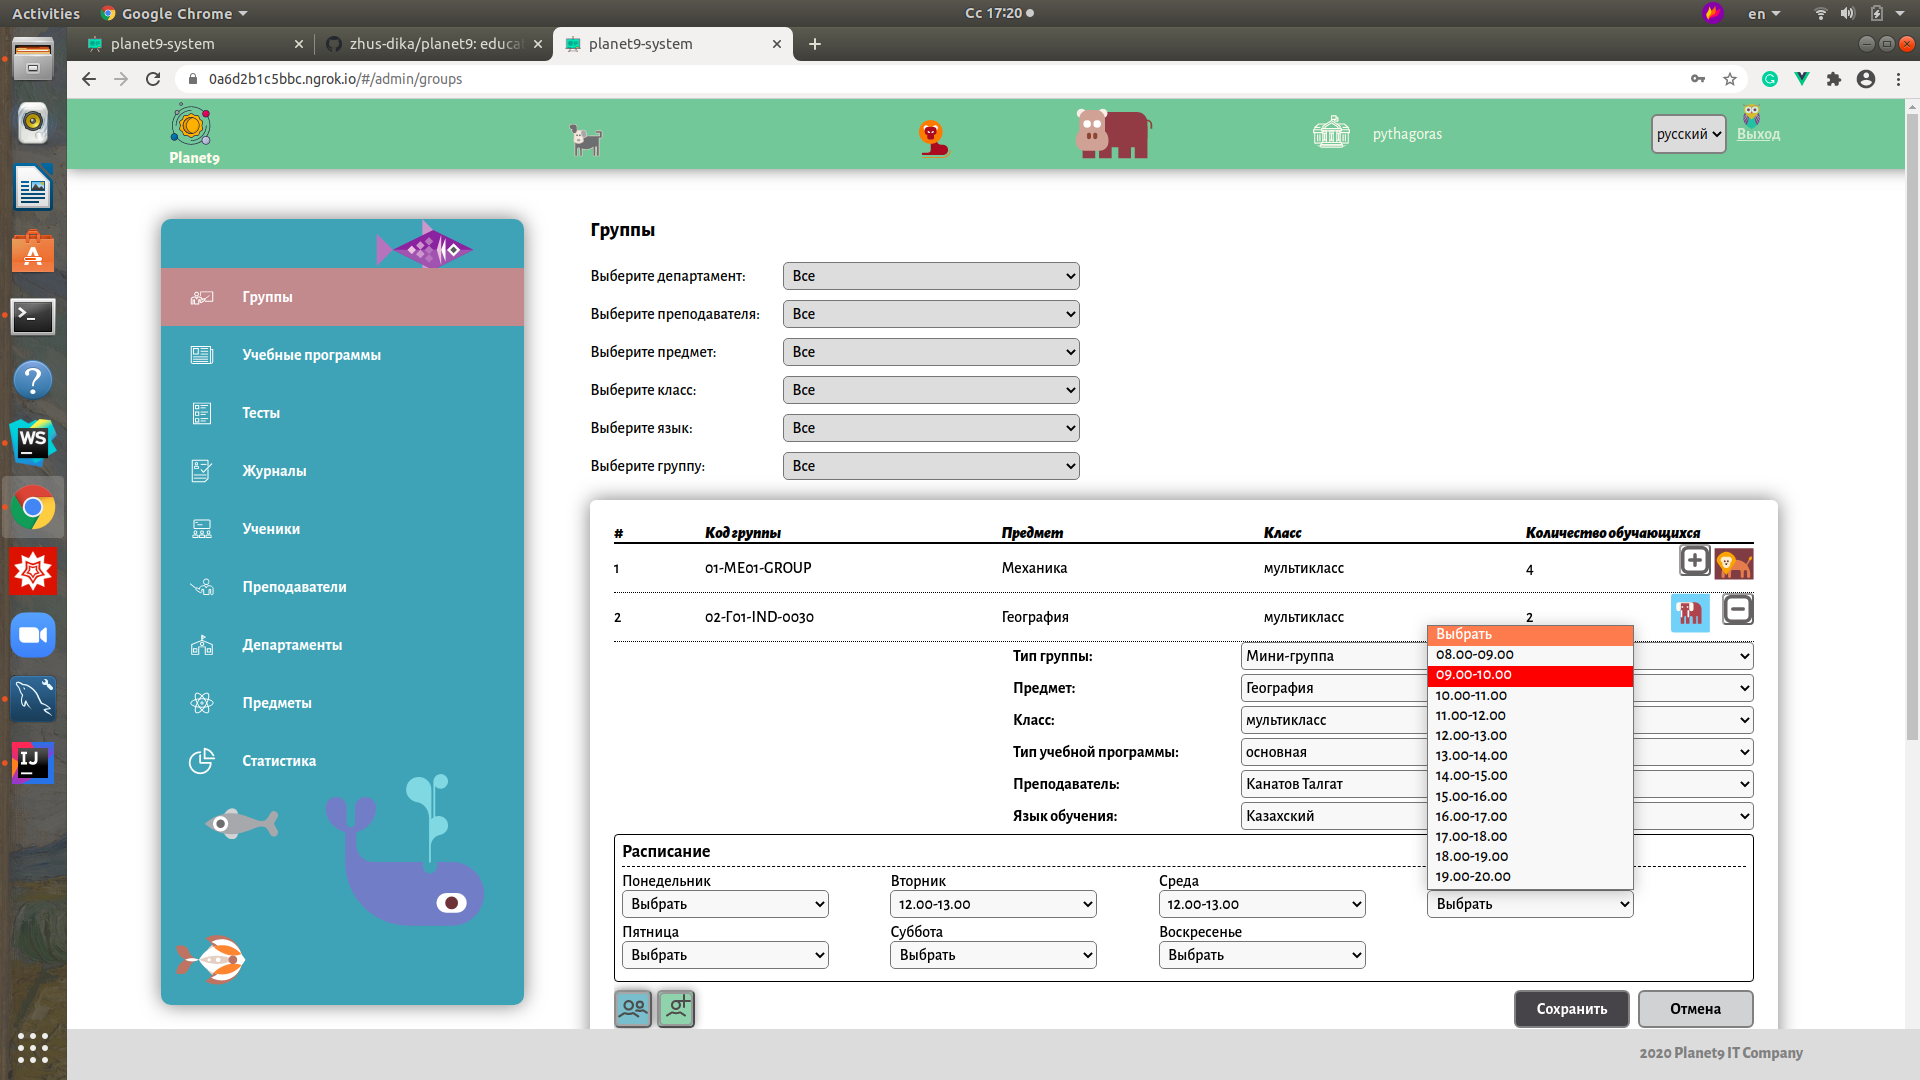 Activities Google Chrome Сс 17:20 en
planet9-system zhus-dika/planet9: educa planet9-system
0a6d2b1c5bbc.ngrok.io/#/admin/groups
Planet9 pythagoras русский Выход
Группы
Учебные программы
Тесты
Журналы
Ученики
Преподаватели
Департаменты
Предметы
Статистика
Группы
Выберите департамент: Все
Выберите преподавателя: Все
Выберите предмет: Все
Выберите класс: Все
Выберите язык: Все
Выберите группу: Все
# Код группы Предмет Класс Количество обучающихся
1 01-ME01-GROUP Механика мультикласс 4
2 02-Г01-IND-0030 География мультикласс 2
Тип группы: Мини-группа
Предмет: География
Класс: мультикласс
Тип учебной программы: основная
Преподаватель: Канатов Талгат
Язык обучения: Казахский
Выбрать
08.00-09.00
09.00-10.00
10.00-11.00
11.00-12.00
12.00-13.00
13.00-14.00
14.00-15.00
15.00-16.00
16.00-17.00
17.00-18.00
18.00-19.00
19.00-20.00
Расписание
Понедельник Вторник Среда
Выбрать 12.00-13.00 12.00-13.00 Выбрать
Пятница Суббота Воскресенье
Выбрать Выбрать Выбрать
Сохранить Отмена
2020 Planet9 IT Company
WS
IJ